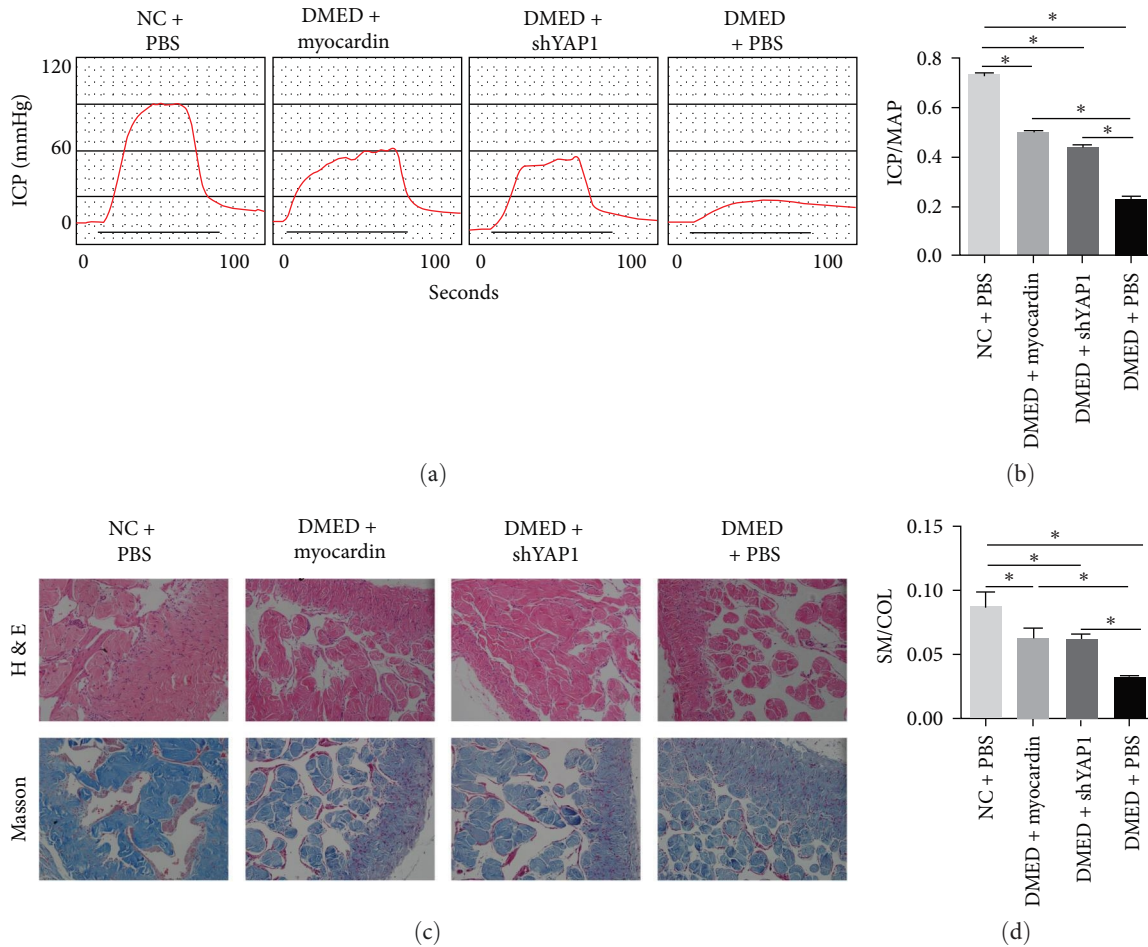 NC +
PBS
DMED +
myocardin
DMED +
shYAP1
DMED
+ PBS
ICP (mmHg)
120
60
0
0 100
0 100
0 100
0 100
Seconds
(a)
ICP/MAP
0.8
0.6
0.4
0.2
0.0
*
*
*
*
*
NC + PBS
DMED + myocardin
DMED + shYAP1
DMED + PBS
(b)
NC +
PBS
DMED +
myocardin
DMED +
shYAP1
DMED
+ PBS
H & E
Masson
(c)
SM/COL
0.15
0.10
0.05
0.00
*
*
*
*
*
NC + PBS
DMED + myocardin
DMED + shYAP1
DMED + PBS
(d)